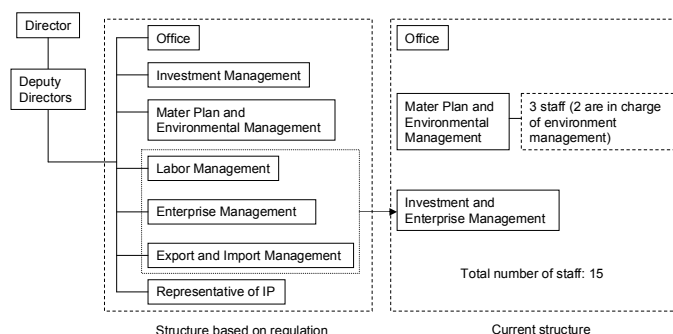 Director
Deputy
Directors
Office
Investment Management
Mater Plan and
Environmental Management
Labor Management
Enterprise Management
Export and Import Management
Representative of IP
Structure based on regulation
Office
Mater Plan and
Environmental
Management
3 staff (2 are in charge
of environment
management)
Investment and
Enterprise Management
Total number of staff: 15
Current structure